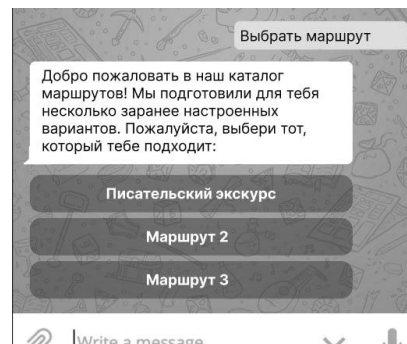 Выбрать маршрут
Добро пожаловать в наш каталог
маршрутов! Мы подготовили для тебя
несколько заранее настроенных
вариантов. Пожалуйста, выбери тот,
который тебе подходит:
Писательский экскурс
Маршрут 2
Маршрут 3
Write a message